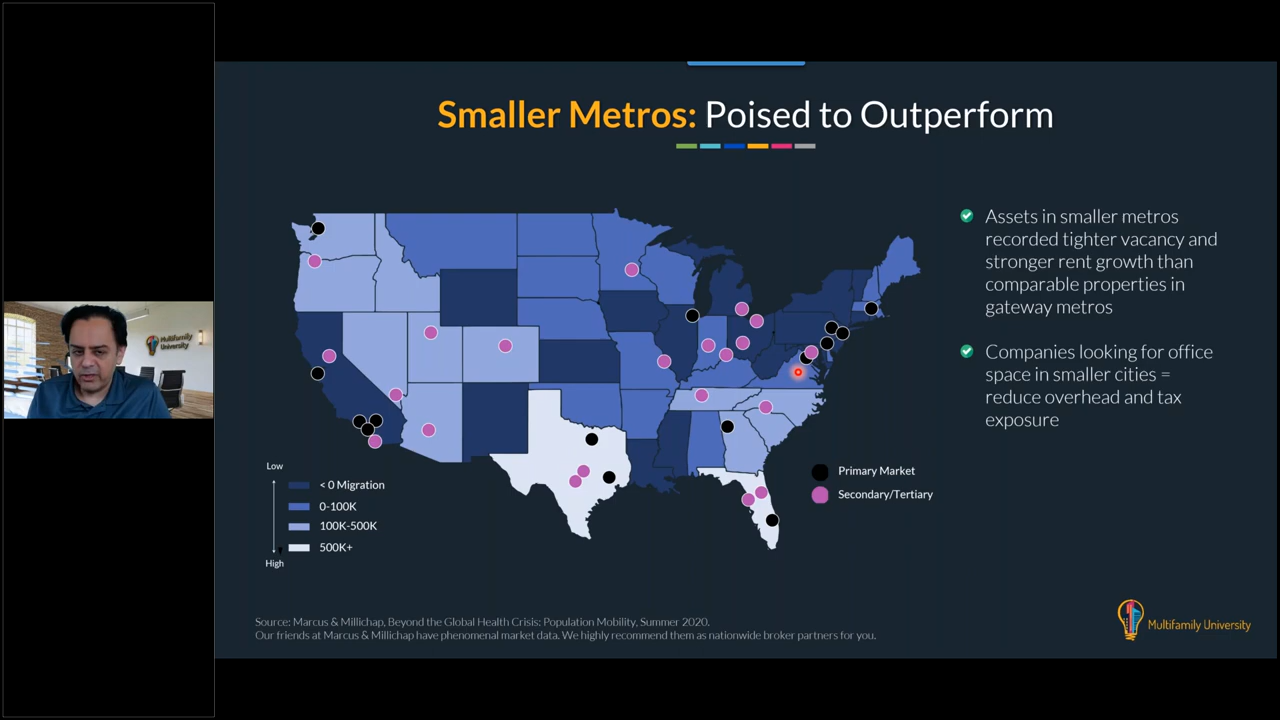 Smaller Metros: Poised to Outperform
Assets in smaller metros
recorded tighter vacancy and
stronger rent growth than
comparable properties in
gateway metros
Companies looking for office
space in smaller cities =
reduce overhead and tax
exposure
Low
< 0 Migration
0-100K
100K-500K
500K+
High
Primary Market
Secondary/Tertiary
Source: Marcus & Millichap, Beyond the Global Health Crisis: Population Mobility, Summer 2020.
Our friends at Marcus & Millichap have phenomenal market data. We highly recommend them as nationwide broker partners for you.
Multifamily University
Multifamily
University